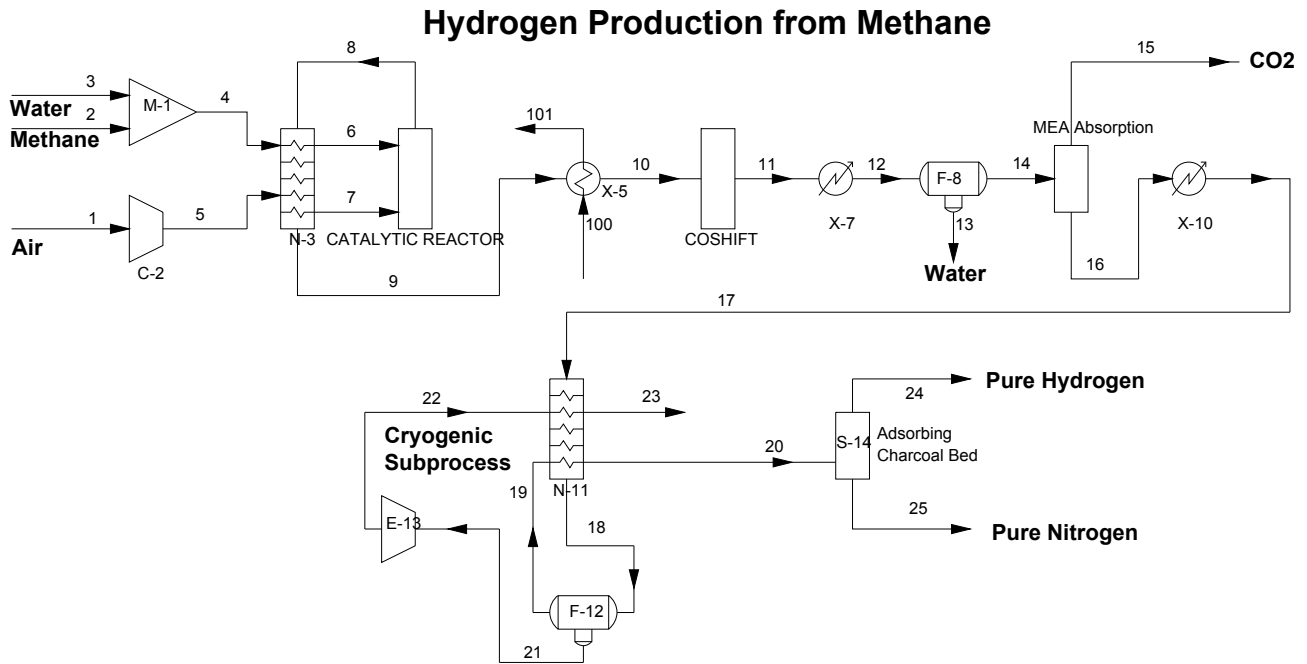 Hydrogen Production from Methane
8
15
CO2
3
Water
2
Methane
M-1
4
6
7
101
MEA Absorption
10
11
12
F-8
14
X-5
100
X-7
13
X-10
1
Air
5
C-2
N-3
CATALYTIC REACTOR
COSHIFT
Water
16
9
17
22
23
24
Pure Hydrogen
Cryogenic
Subprocess
20
S-14
Adsorbing
Charcoal Bed
19
N-11
E-13
18
25
Pure Nitrogen
F-12
21